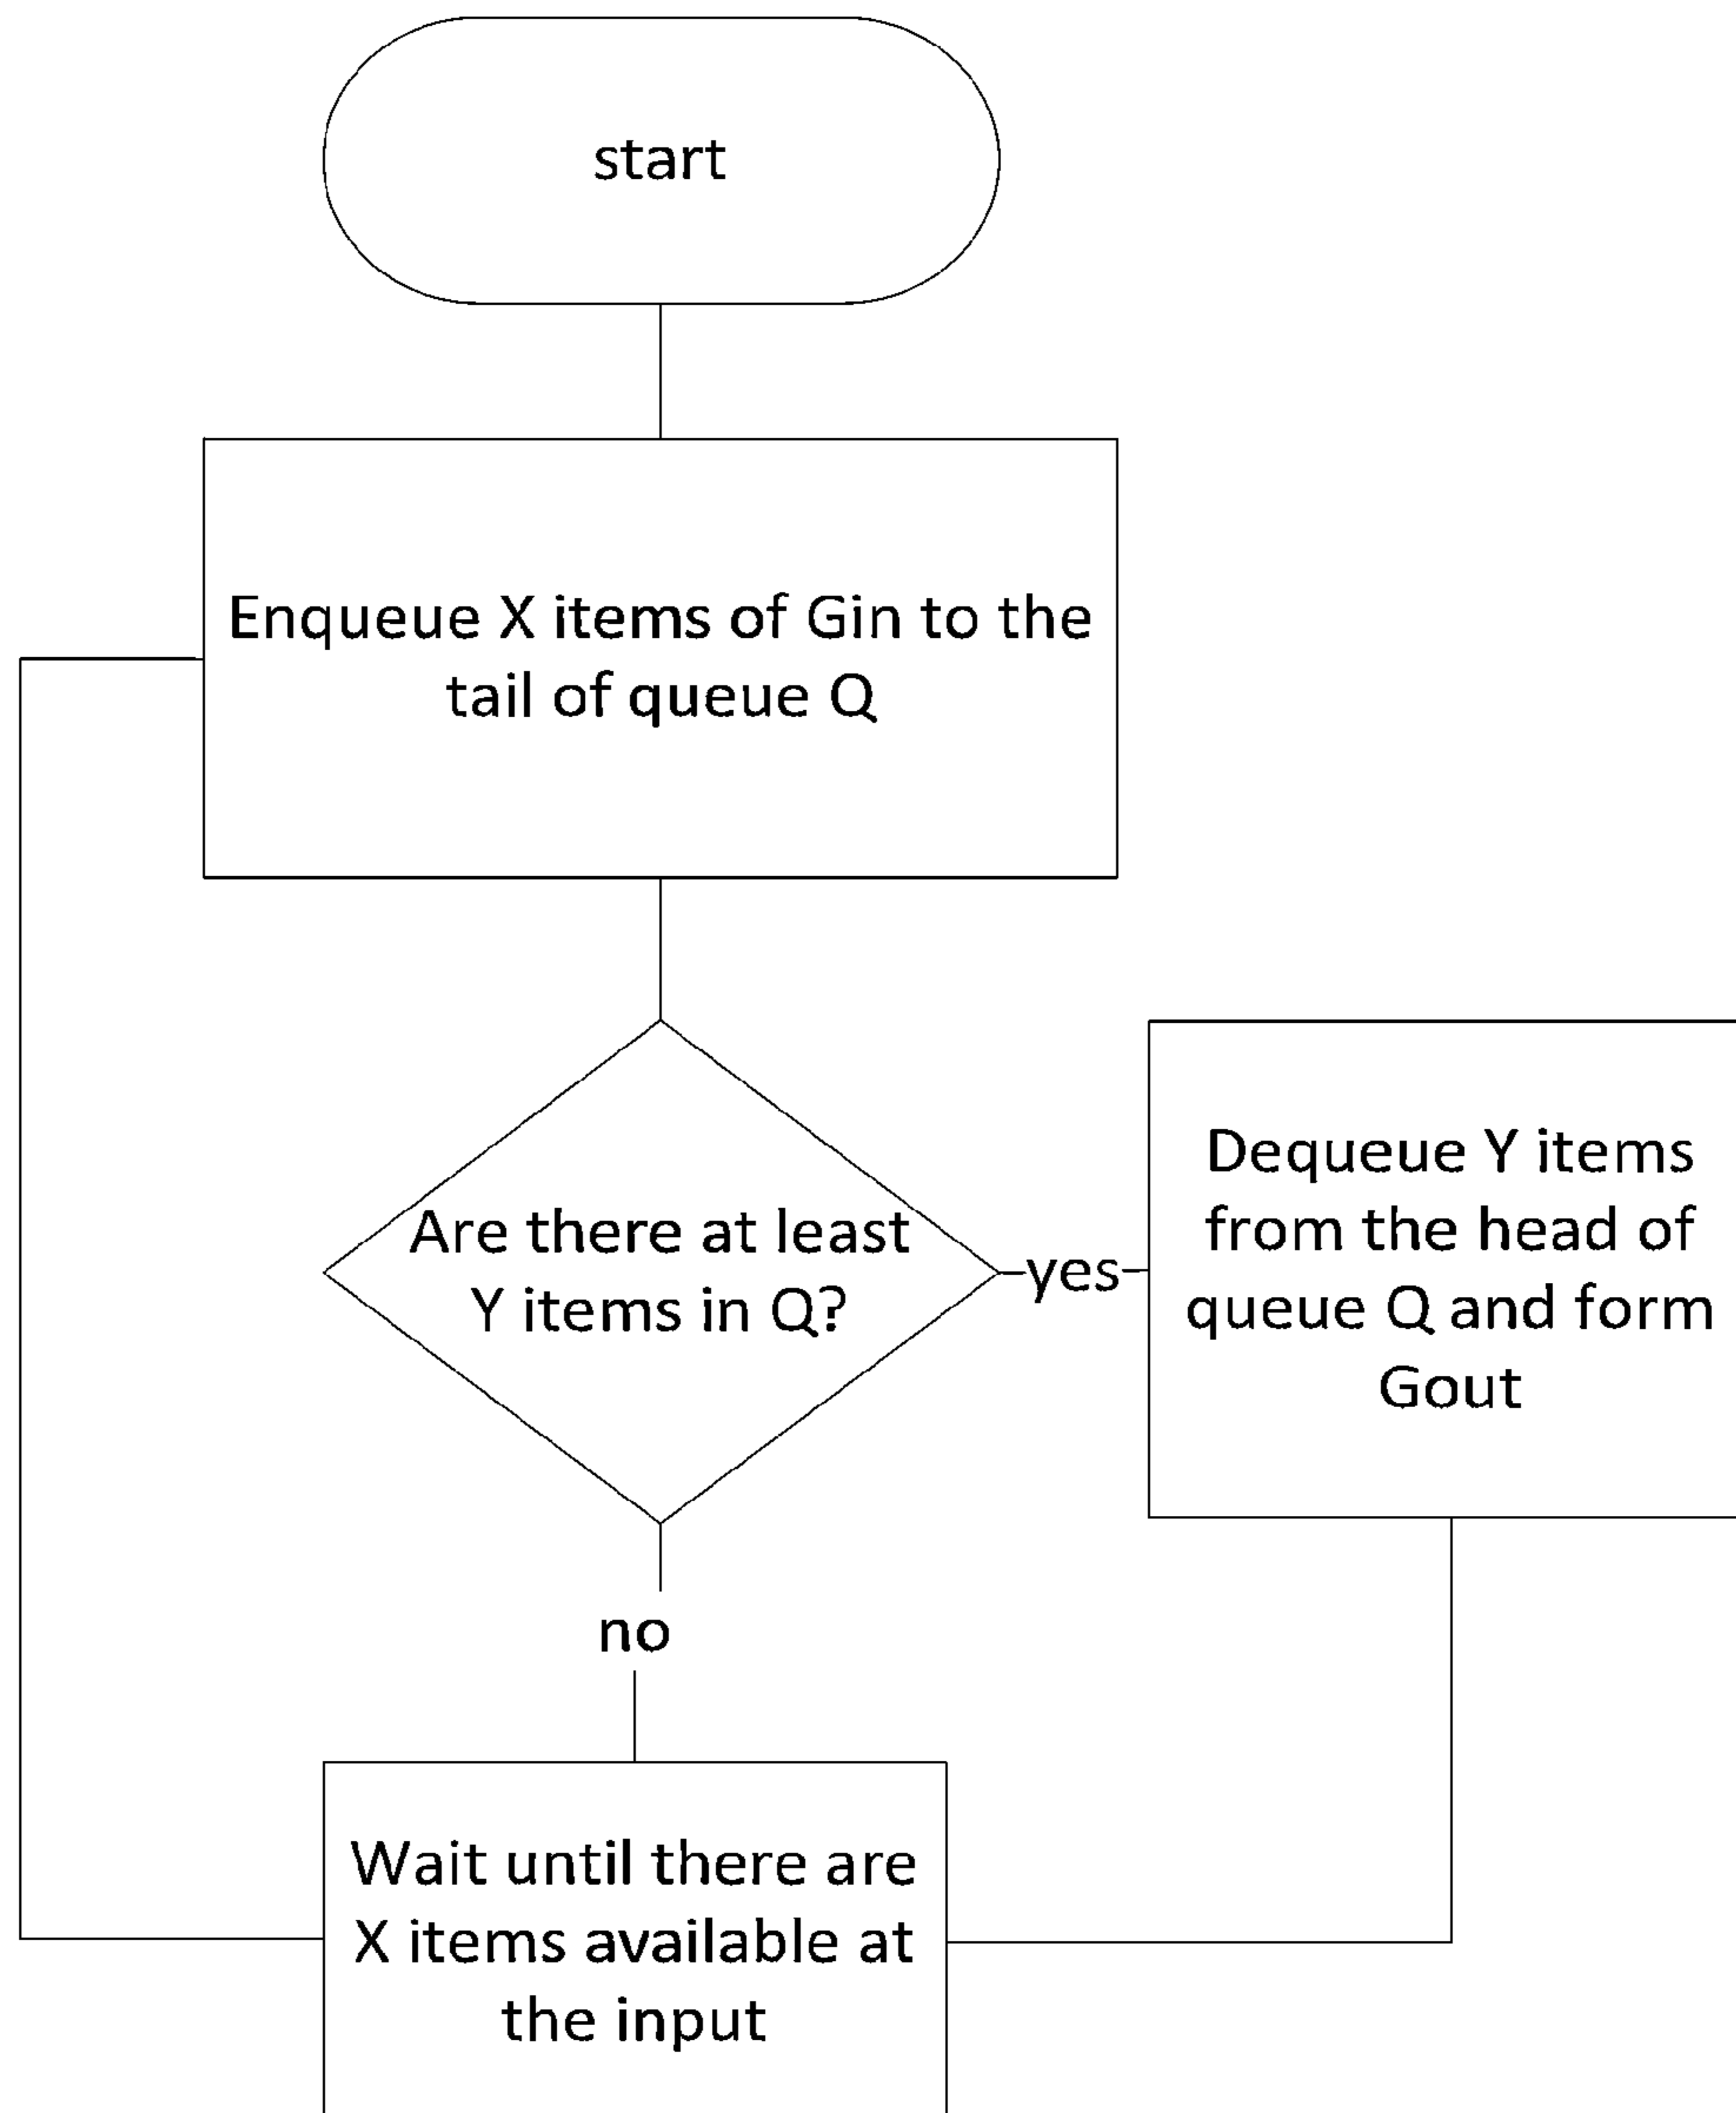 start
Enqueue X items of Gin to the
tail of queue Q
Are there at least
Y items in Q?
yes
Dequeue Y items
from the head of
queue Q and form
Gout
no
Wait until there are
X items available at
the input